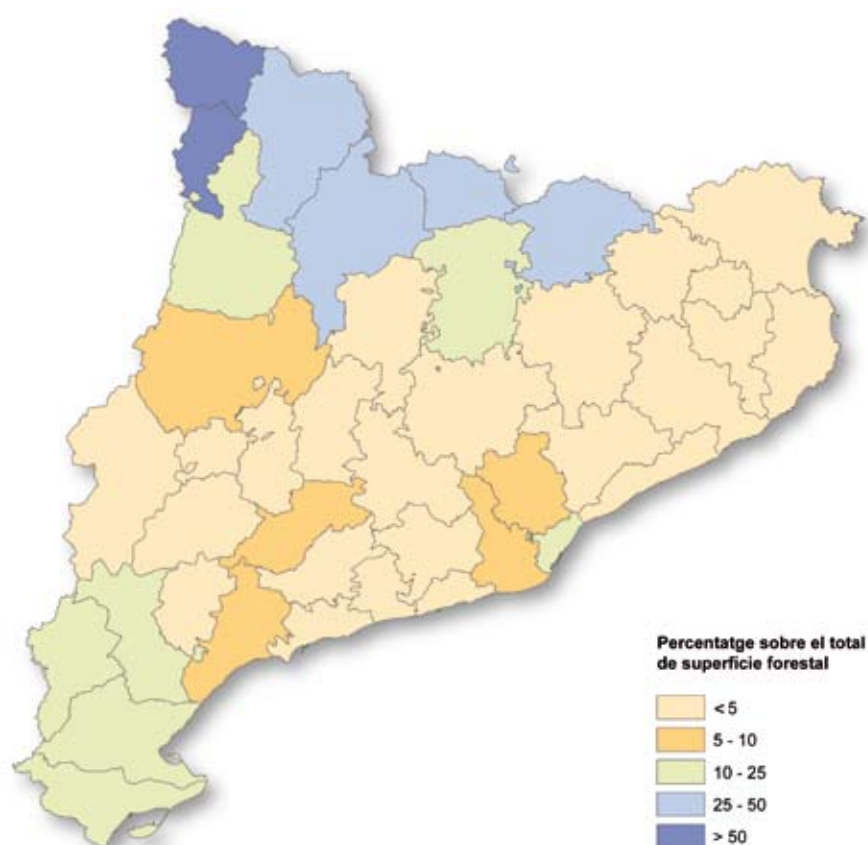 Percentatge sobre el total
de superfície forestal
< 5
5 - 10
10 - 25
25 - 50
> 50